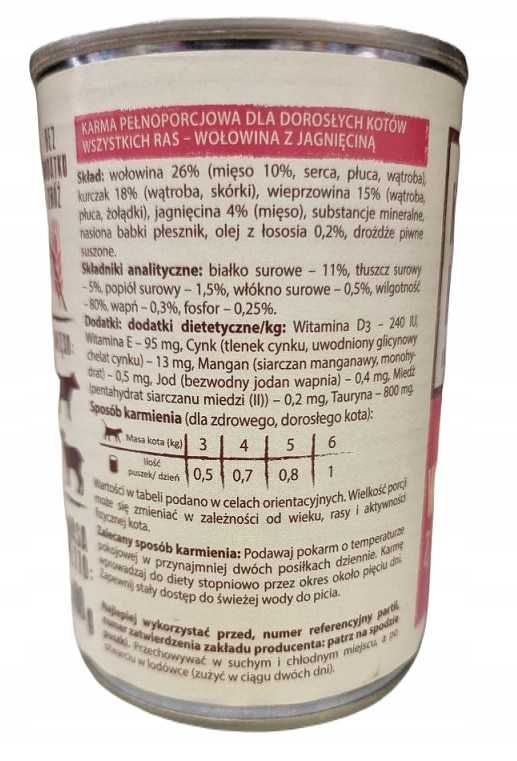 KARMA PEŁNOPORCJOWA DLA DOROSŁYCH KOTÓW
WSZYSTKICH RAS – WOŁOWINA Z JAGNIĘCINĄ
Skład: wołowina 26% (mięso 10%, serca, płuca, wątroba),
kurczak 18% (wątroba, skórki), wieprzowina 15% (wątroba,
płuca, żołądki), jagnięcina 4% (mięso), substancje mineralne,
nasiona babki płesznik, olej z łososia 0,2%, drożdże piwne
suszone.
Składniki analityczne: białko surowe – 11%, tłuszcz surowy
–5%, popiół surowy – 1,5%, włókno surowe – 0,5%, wilgotność
–80%, wapń – 0,3%, fosfor – 0,25%.
Dodatki: dodatki dietetyczne/kg: Witamina D3 – 240 IU,
Witamina E – 95 mg, Cynk (tlenek cynku, uwodniony glicynowy
chelat cynku) – 13 mg, Mangan (siarczan manganawy, monohy-
drat) – 0,5 mg, Jod (bezwodny jodan wapnia) – 0,4 mg, Miedź
(pentahydrat siarczanu miedzi (II)) – 0,2 mg, Tauryna – 800 mg.
Sposób karmienia (dla zdrowego, dorosłego kota):
Masa kota (kg) 3 4 5 6
Ilość
puszek/ dzień 0,5 0,7 0,8 1
Wartości w tabeli podano w celach orientacyjnych. Wielkość porcji
może się zmieniać w zależności od wieku, rasy i aktywności
fizycznej kota.
Zalecany sposób karmienia: Podawaj pokarm o temperaturze
pokojowej w przynajmniej dwóch posiłkach dziennie. Karmę
wprowadzaj do diety stopniowo przez okres około pięciu dni.
Zapewnij stały dostęp do świeżej wody do picia.
Najlepiej wykorzystać przed, numer referencyjny partii,
numer zatwierdzenia zakładu producenta: patrz na spodzie
puszki. Przechowywać w suchym i chłodnym miejscu, a po
otwarciu w lodówce (zużyć w ciągu dwóch dni).
BEZ